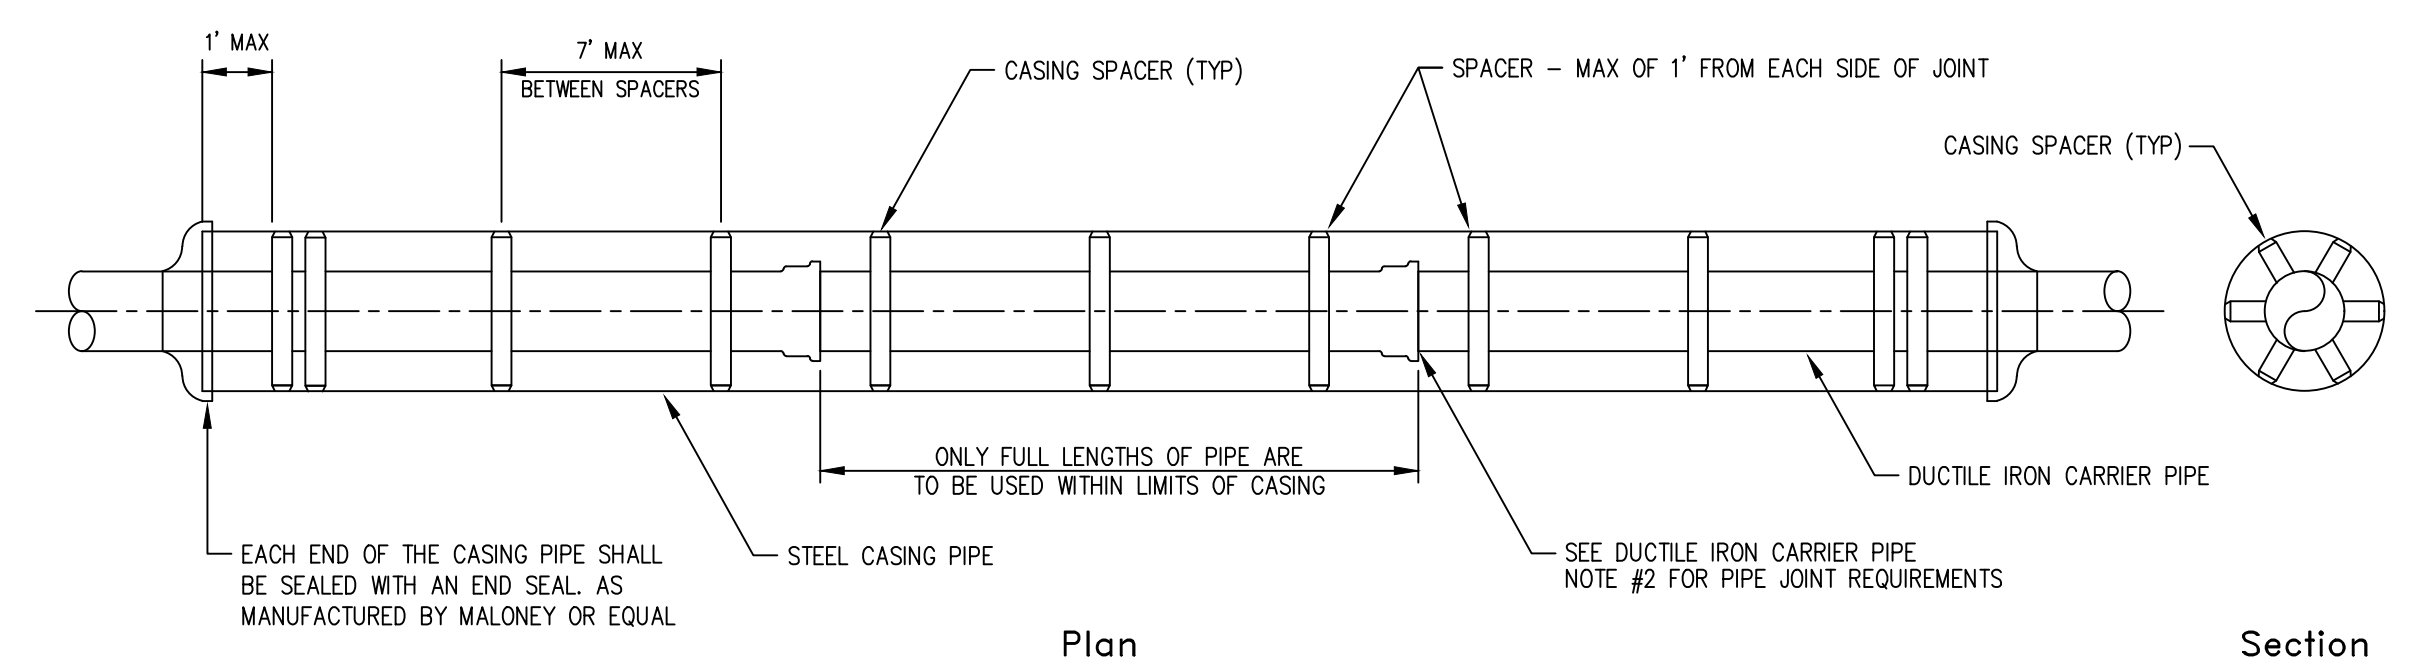 1' MAX
7' MAX
BETWEEN SPACERS
CASING SPACER (TYP)
SPACER – MAX OF 1' FROM EACH SIDE OF JOINT
CASING SPACER (TYP)
ONLY FULL LENGTHS OF PIPE ARE
TO BE USED WITHIN LIMITS OF CASING
DUCTILE IRON CARRIER PIPE
EACH END OF THE CASING PIPE SHALL
BE SEALED WITH AN END SEAL. AS
MANUFACTURED BY MALONEY OR EQUAL
STEEL CASING PIPE
SEE DUCTILE IRON CARRIER PIPE
NOTE #2 FOR PIPE JOINT REQUIREMENTS
Plan
Section